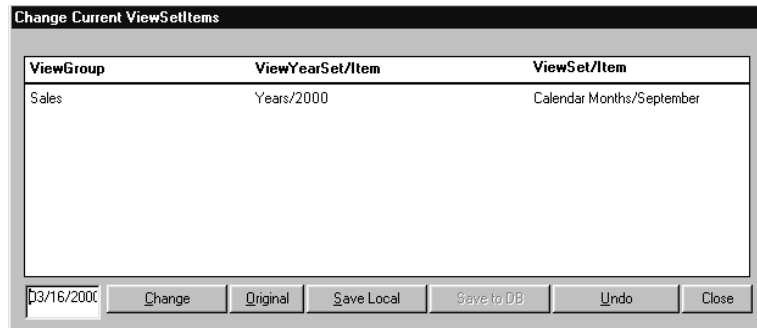 Change Current ViewSetItems
ViewGroup ViewYearSet/Item ViewSet/Item
Sales Years/2000 Calendar Months/September
03/16/2000 Change Original Save Local Save to DB Undo Close